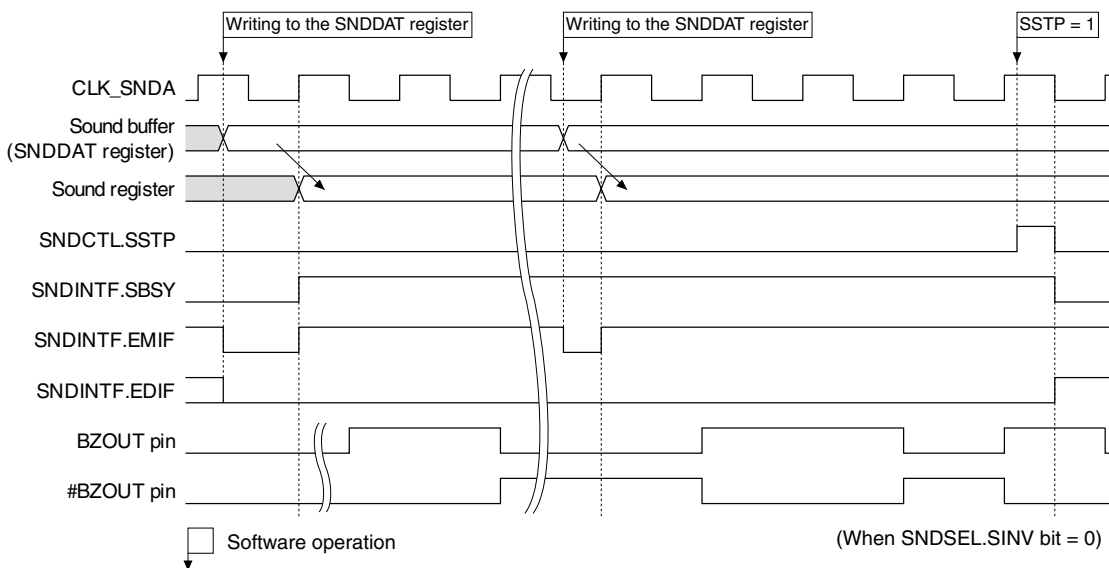 Writing to the SNDDAT register
Writing to the SNDDAT register
SSTP = 1
CLK_SNDA
Sound buffer
(SNDDAT register)
Sound register
SNDCTL.SSTP
SNDINTF.SBSY
SNDINTF.EMIF
SNDINTF.EDIF
BZOUT pin
#BZOUT pin
Software operation
(When SNDSEL.SINV bit = 0)